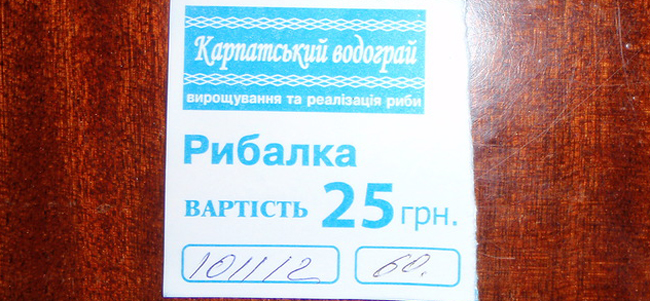 Карпатський водограй
вирощування та реалізація риби
Рибалка
ВАРТІСТЬ 25 грн.
101112 60.